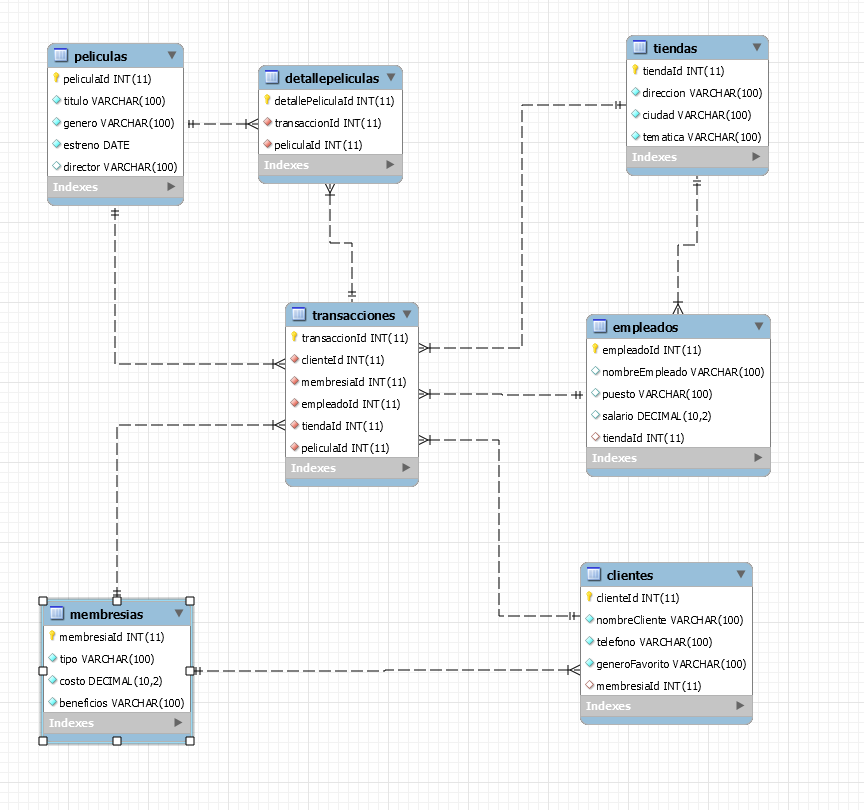 peliculas
peliculaId INT(11)
titulo VARCHAR(100)
genero VARCHAR(100)
estreno DATE
director VARCHAR(100)
Indexes
detallepeliculas
detallePeliculaId INT(11)
transaccionId INT(11)
peliculaId INT(11)
Indexes
tiendas
tiendaId INT(11)
direccion VARCHAR(100)
ciudad VARCHAR(100)
tematica VARCHAR(100)
Indexes
transacciones
transaccionId INT(11)
clienteId INT(11)
membresiaId INT(11)
empleadoId INT(11)
tiendaId INT(11)
peliculaId INT(11)
Indexes
empleados
empleadoId INT(11)
nombreEmpleado VARCHAR(100)
puesto VARCHAR(100)
salario DECIMAL(10,2)
tiendaId INT(11)
Indexes
membresias
membresiaId INT(11)
tipo VARCHAR(100)
costo DECIMAL(10,2)
beneficios VARCHAR(100)
Indexes
clientes
clienteId INT(11)
nombreCliente VARCHAR(100)
telefono VARCHAR(100)
generoFavorito VARCHAR(100)
membresiaId INT(11)
Indexes